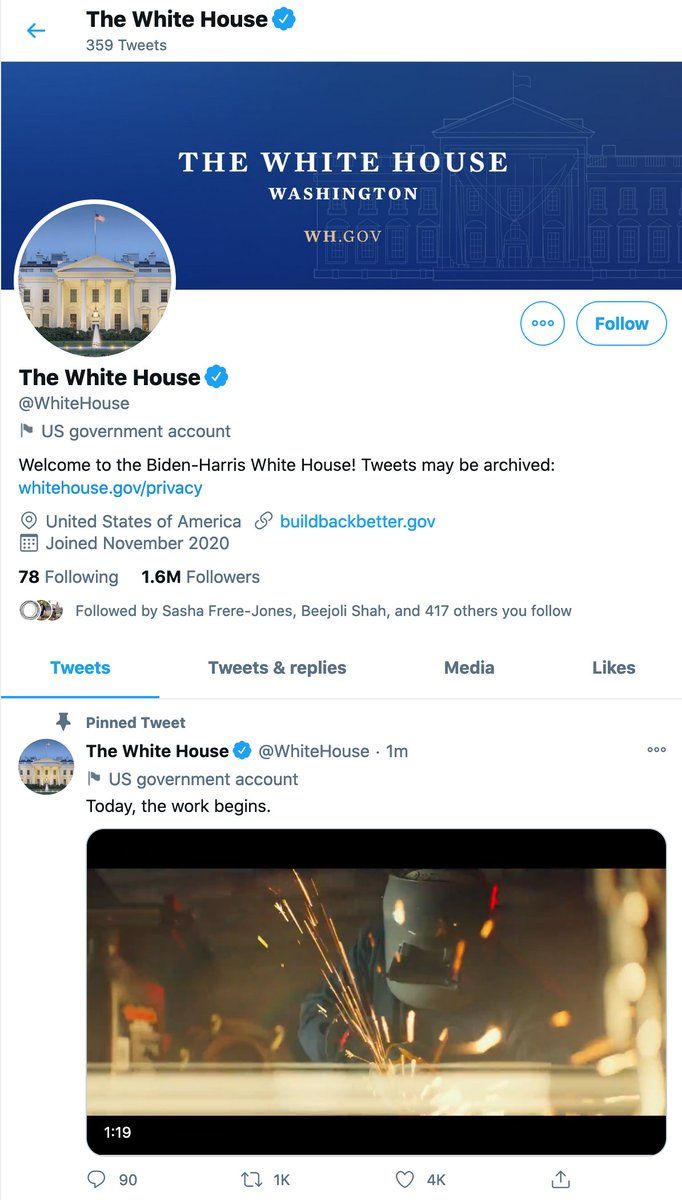 The White House
359 Tweets
THE WHITE HOUSE
WASHINGTON
WH.GOV
Follow
The White House
@WhiteHouse
US government account
Welcome to the Biden-Harris White House! Tweets may be archived:
whitehouse.gov/privacy
United States of America buildbackbetter.gov
Joined November 2020
78 Following 1.6M Followers
Followed by Sasha Frere-Jones, Beejoli Shah, and 417 others you follow
Tweets Tweets & replies Media Likes
Pinned Tweet
The White House @WhiteHouse · 1m
US government account
Today, the work begins.
1:19
90 1K 4K